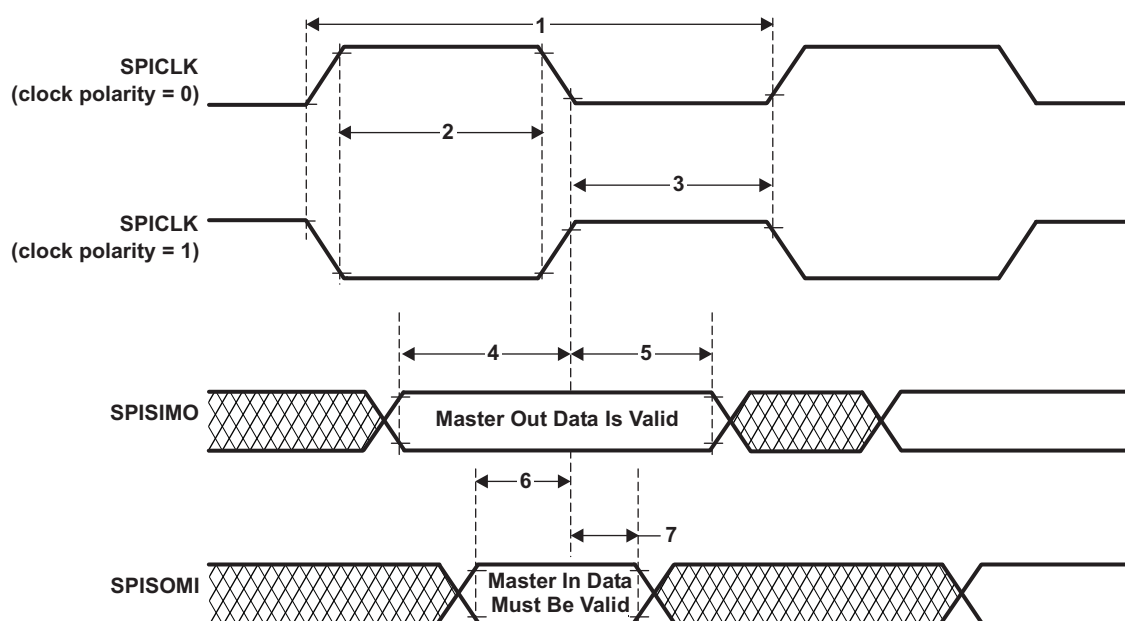 1
SPICLK
(clock polarity = 0)
2
3
SPICLK
(clock polarity = 1)
4
5
SPISIMO
Master Out Data Is Valid
6
7
SPISOMI
Master In Data
Must Be Valid